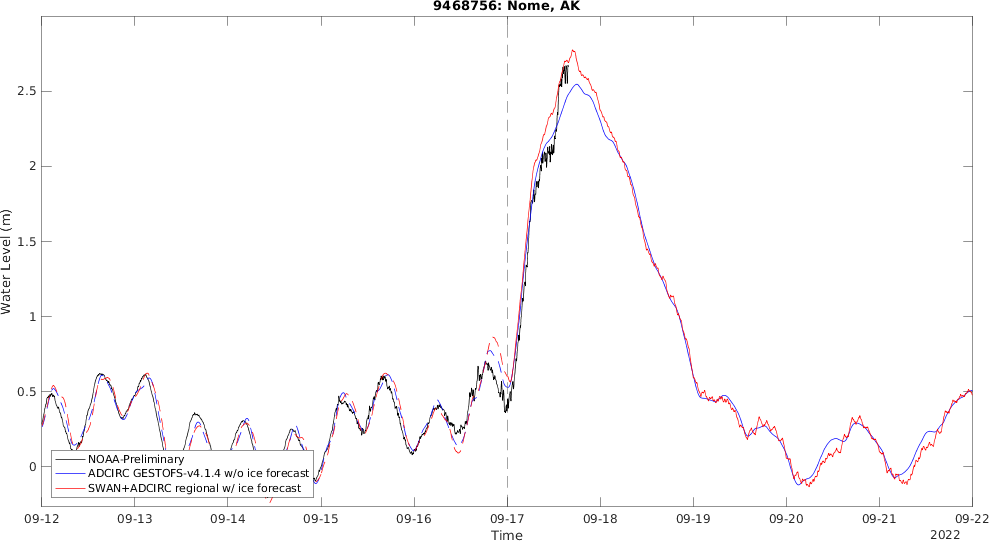 9468756: Nome, AK
Water Level (m)
2.5
2
1.5
1
0.5
0
NOAA-Preliminary
ADCIRC GESTOFS-v4.1.4 w/o ice forecast
SWAN+ADCIRC regional w/ ice forecast
09-12 09-13 09-14 09-15 09-16 09-17 09-18 09-19 09-20 09-21 09-22
Time
2022